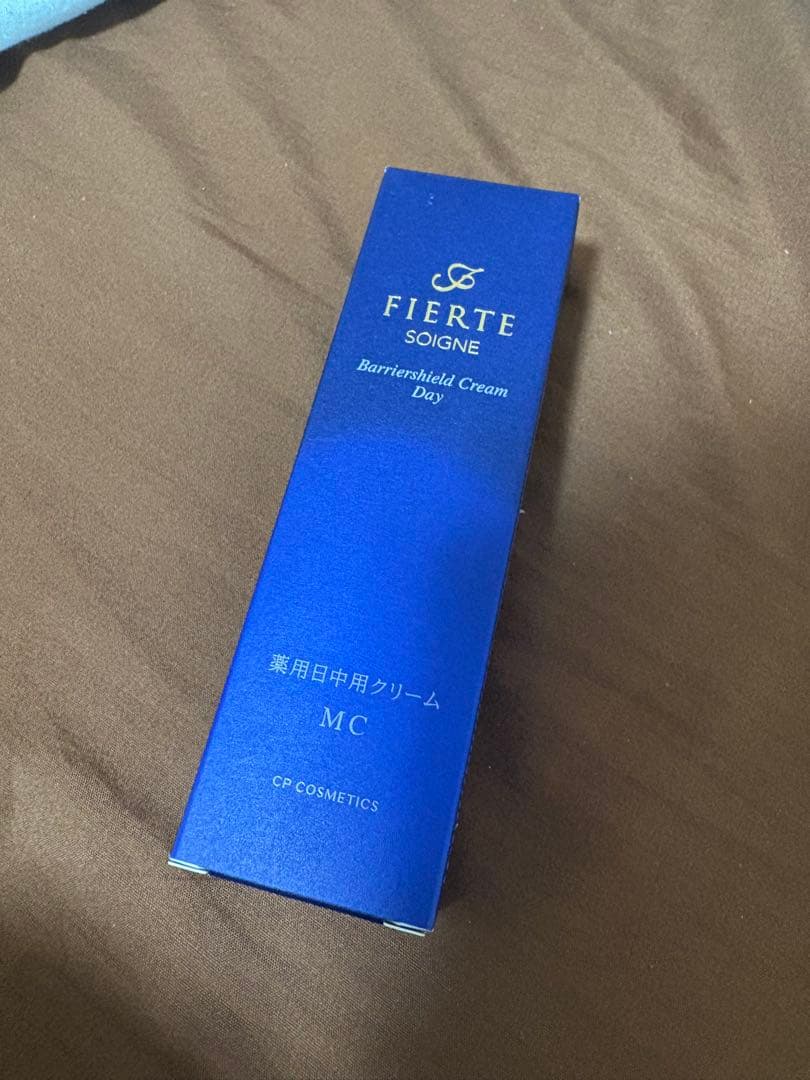 FIERTE
SOIGNE
Barriershield Cream
Day
薬用日中用クリーム
MC
CP COSMETICS